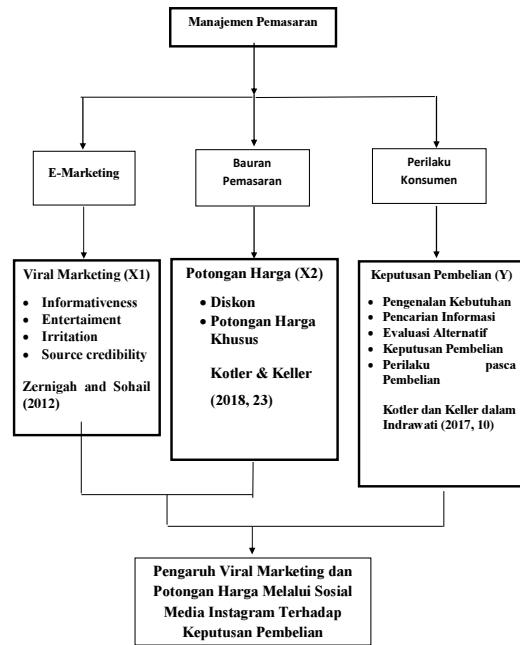 Manajemen Pemasaran
E-Marketing
Bauran
Pemasaran
Perilaku
Konsumen
Viral Marketing (X1)
• Informativeness
• Entertaiment
• Irritation
• Source credibility
Zernigah and Sohail
(2012)
Potongan Harga (X2)
• Diskon
• Potongan Harga
Khusus
Kotler & Keller
(2018, 23)
Keputusan Pembelian (Y)
• Pengenalan Kebutuhan
• Pencarian Informasi
• Evaluasi Alternatif
• Keputusan Pembelian
• Perilaku pasca
Pembelian
Kotler dan Keller dalam
Indrawati (2017, 10)
Pengaruh Viral Marketing dan
Potongan Harga Melalui Sosial
Media Instagram Terhadap
Keputusan Pembelian